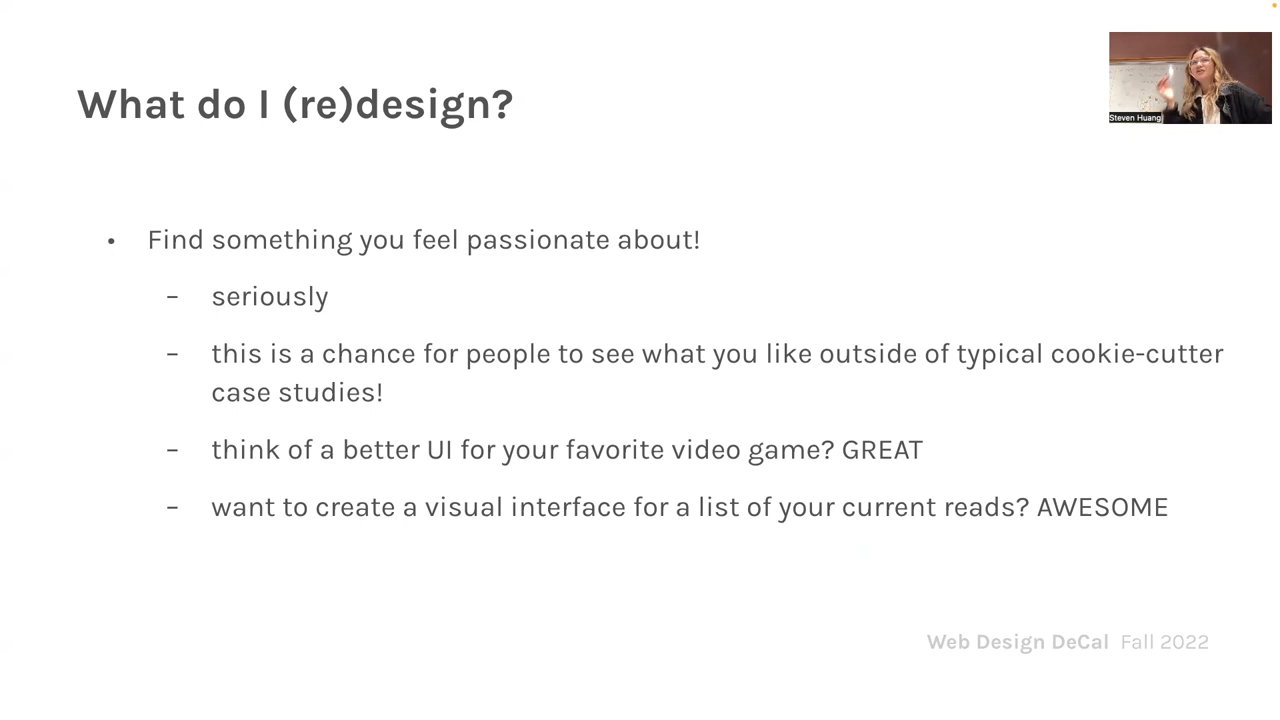 What do I (re)design?
Steven Huang
• Find something you feel passionate about!
– seriously
– this is a chance for people to see what you like outside of typical cookie-cutter
case studies!
– think of a better UI for your favorite video game? GREAT
– want to create a visual interface for a list of your current reads? AWESOME
Web Design DeCal Fall 2022